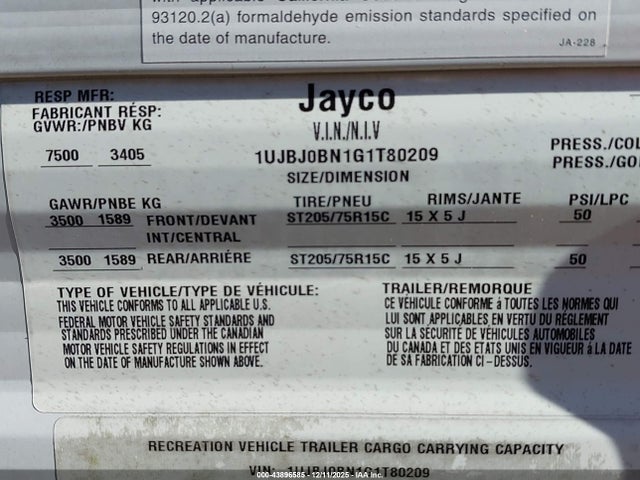 93120.2(a) formaldehyde emission standards specified on
the date of manufacture.
JA-228
RESP MFR:
FABRICANT RÉSP:
Jayco
GVWR:/PNBV KG
V.I.N./N.I.V
7500 3405
1UJBJ0BN1G1T80209
PRESS./COL
SIZE/DIMENSION
PRESS./GO
GAWR/PNBE KG
TIRE/PNEU RIMS/JANTE PSI/LPC
3500 1589 FRONT/DEVANT ST205/75R15C 15 X 5 J 50
INT/CENTRAL
3500 1589 REAR/ARRIÉRE ST205/75R15C 15 X 5 J 50
TYPE OF VEHICLE/TYPE DE VÉHICULE: TRAILER/REMORQUE
THIS VEHICLE CONFORMS TO ALL APPLICABLE U.S.
FEDERAL MOTOR VEHICLE SAFETY STANDARDS AND
STANDARDS PRESCRIBED UNDER THE CANADIAN
MOTOR VEHICLE SAFETY REGULATIONS IN EFFECT
ON THE DATE OF MANUFACTURE SHOWN ABOVE.
CE VÉHICULE CONFORME à TOUTES LES NORMES QUI
LUI SONT APPLICABLES EN VERTU DU RÉGLEMENT
SUR LA SÉCURITÉ DE VÉHICULES AUTOMOBILES
DU CANADA ET DES ETATS UNIS EN VIGUEUR à LA DATE
DE SA FABRICATION CI-DESSUS.
RECREATION VEHICLE TRAILER CARGO CARRYING CAPACITY
VIN: 1UJBJ0BN1G1T80209
000-43896585 - 12/11/2025 - IAAI.com